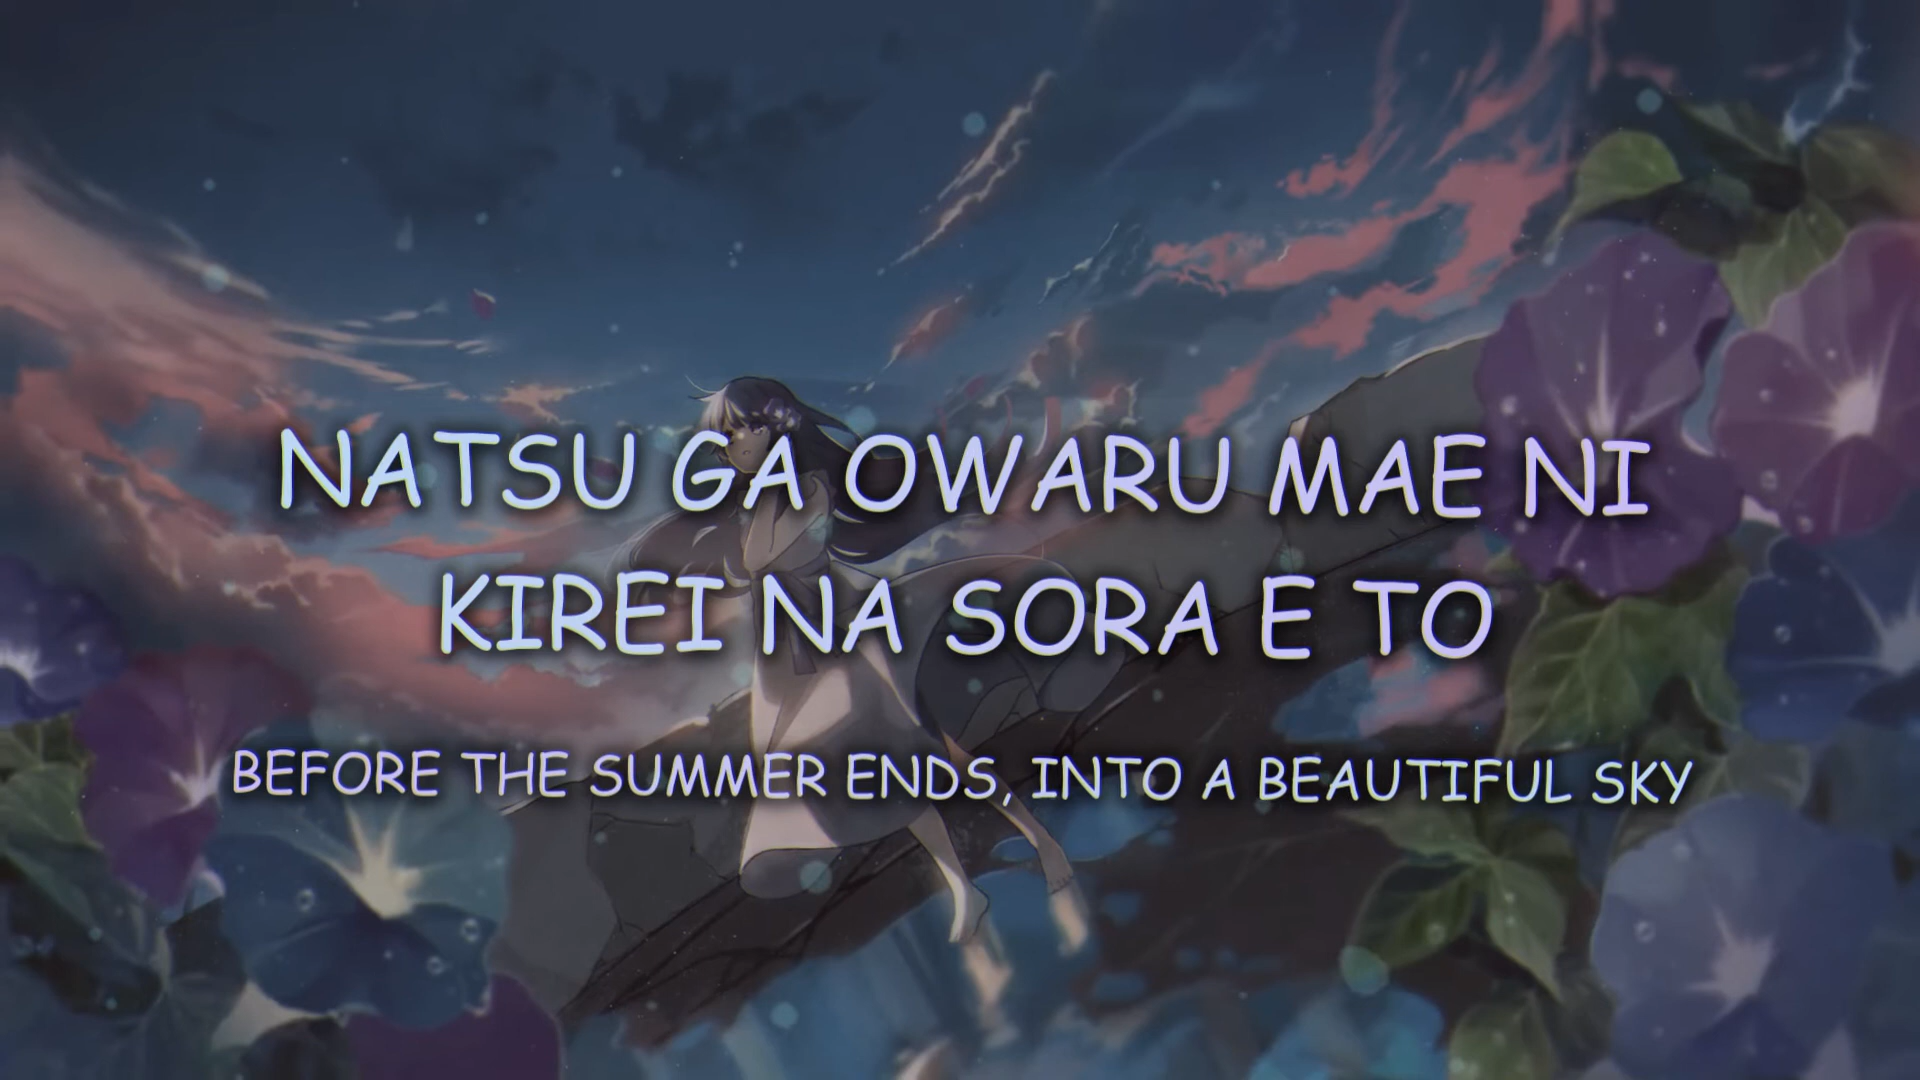 NATSU GA OWARU MAE NI
KIREI NA SORA E TO
BEFORE THE SUMMER ENDS, INTO A BEAUTIFUL SKY